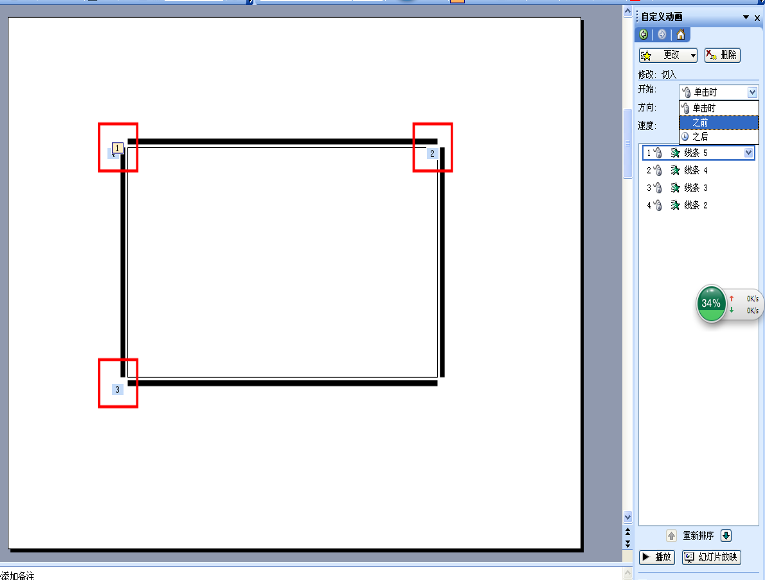 自定义动画
更改
删除
修改: 切入
开始:
单击时
方向:
单击时
之前
速度:
之后
1
2
3
1 线条 5
2 线条 4
3 线条 3
4 线条 2
34%
0K/s
0K/s
重新排序
播放
幻灯片放映
添加备注